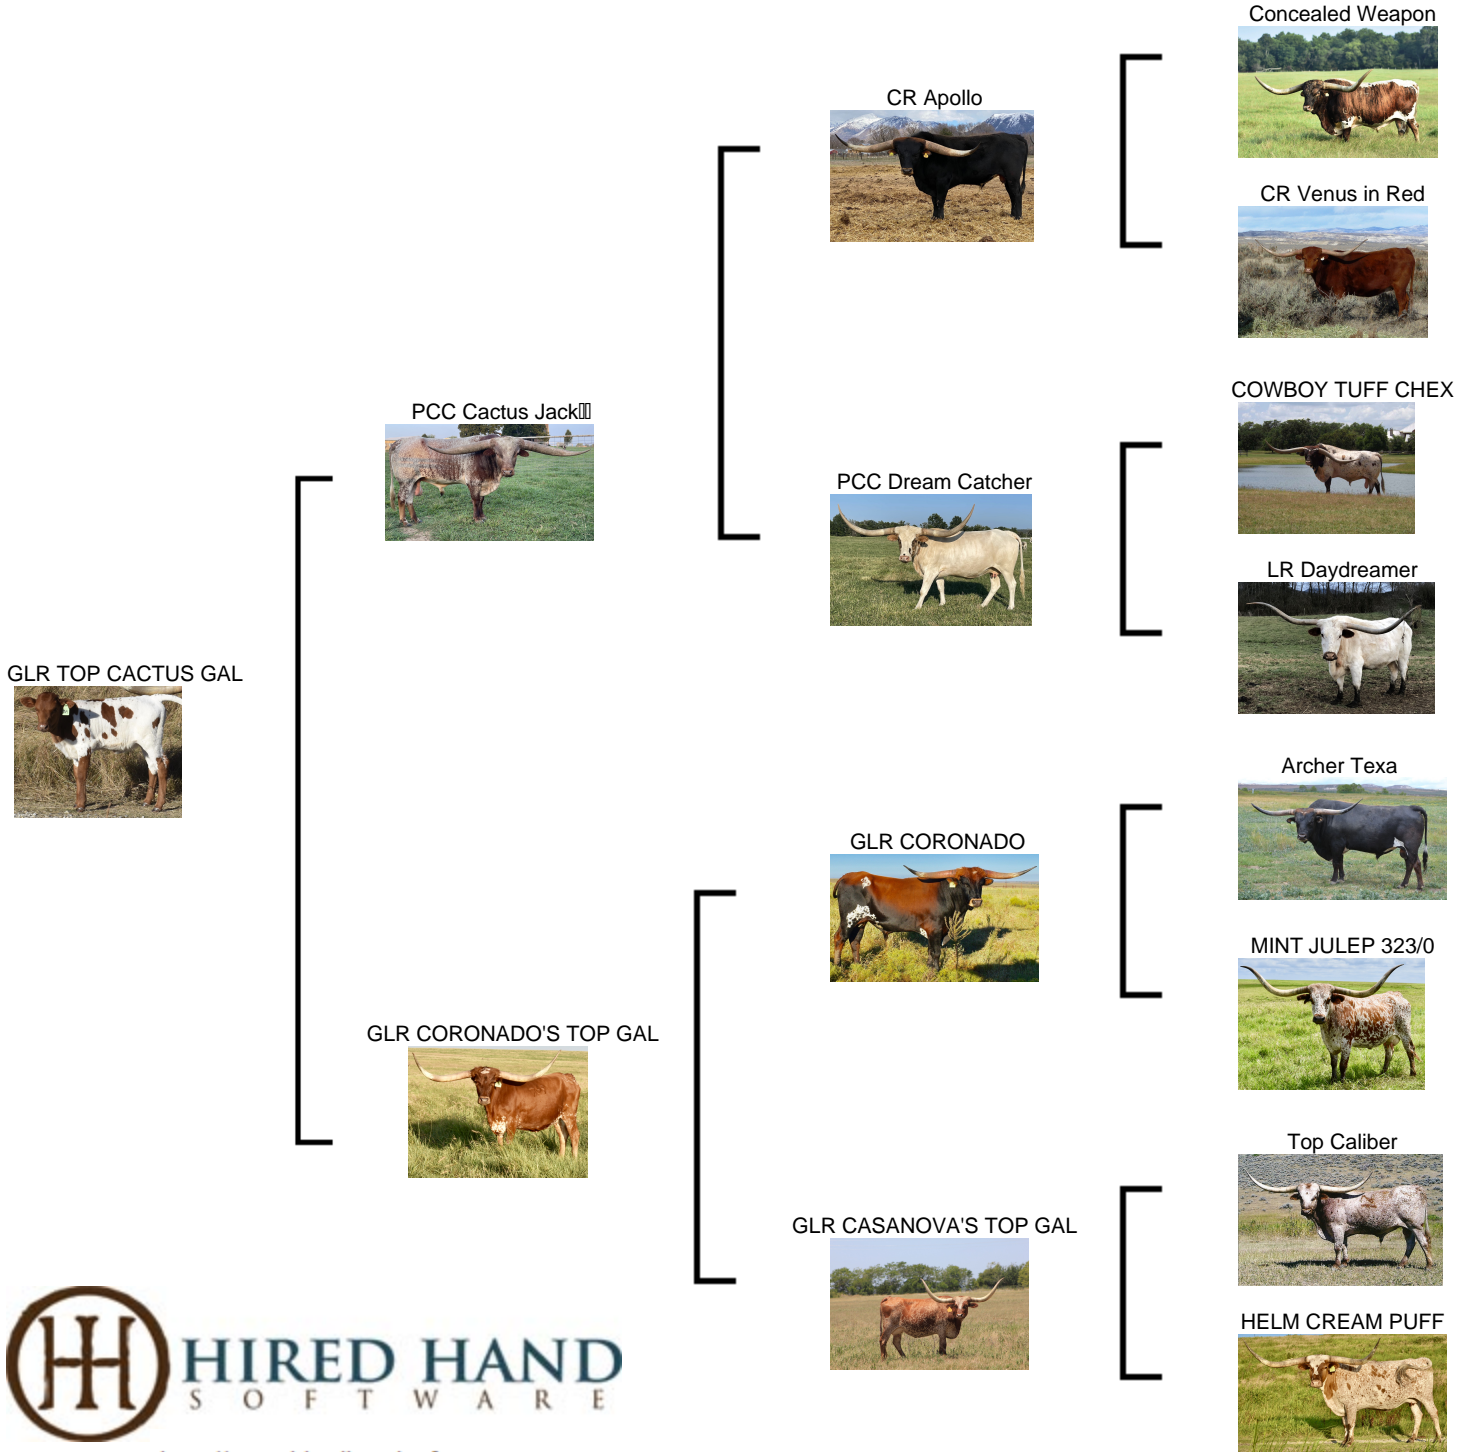 Concealed Weapon
CR Apollo
CR Venus in Red
PCC Cactus Jack
COWBOY TUFF CHEX
PCC Dream Catcher
LR Daydreamer
GLR TOP CACTUS GAL
Archer Texa
GLR CORONADO
MINT JULEP 323/0
GLR CORONADO'S TOP GAL
Top Caliber
GLR CASANOVA'S TOP GAL
HELM CREAM PUFF
HIRED HAND
SOFTWARE